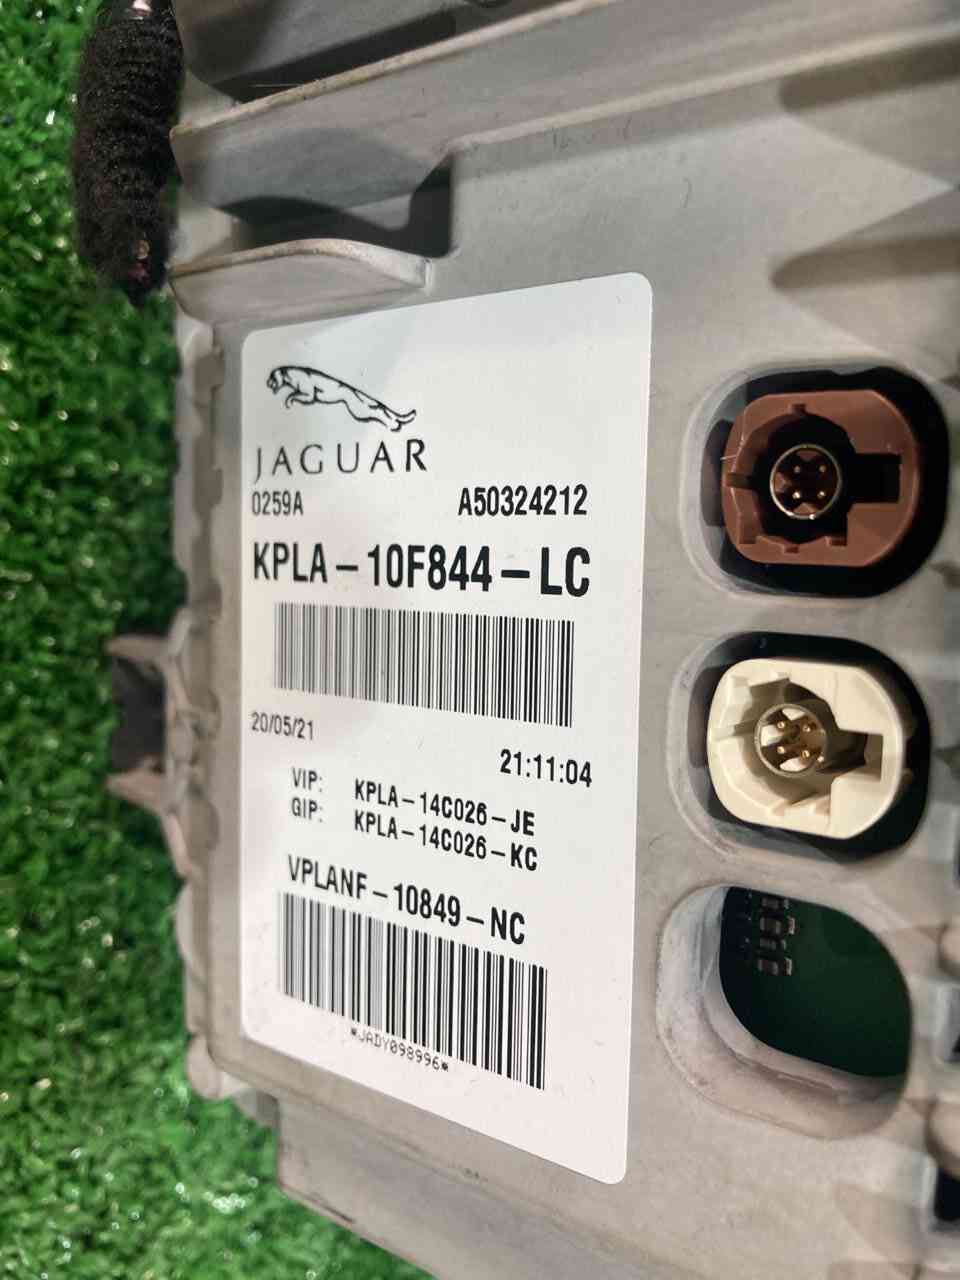 JAGUAR
0259A A50324212
KPLA-10F844-LC
20/05/21 21:11:04
VIP: KPLA-14C026-JE
GIP: KPLA-14C026-KC
VPLANF-10849-NC
*JADY098996*